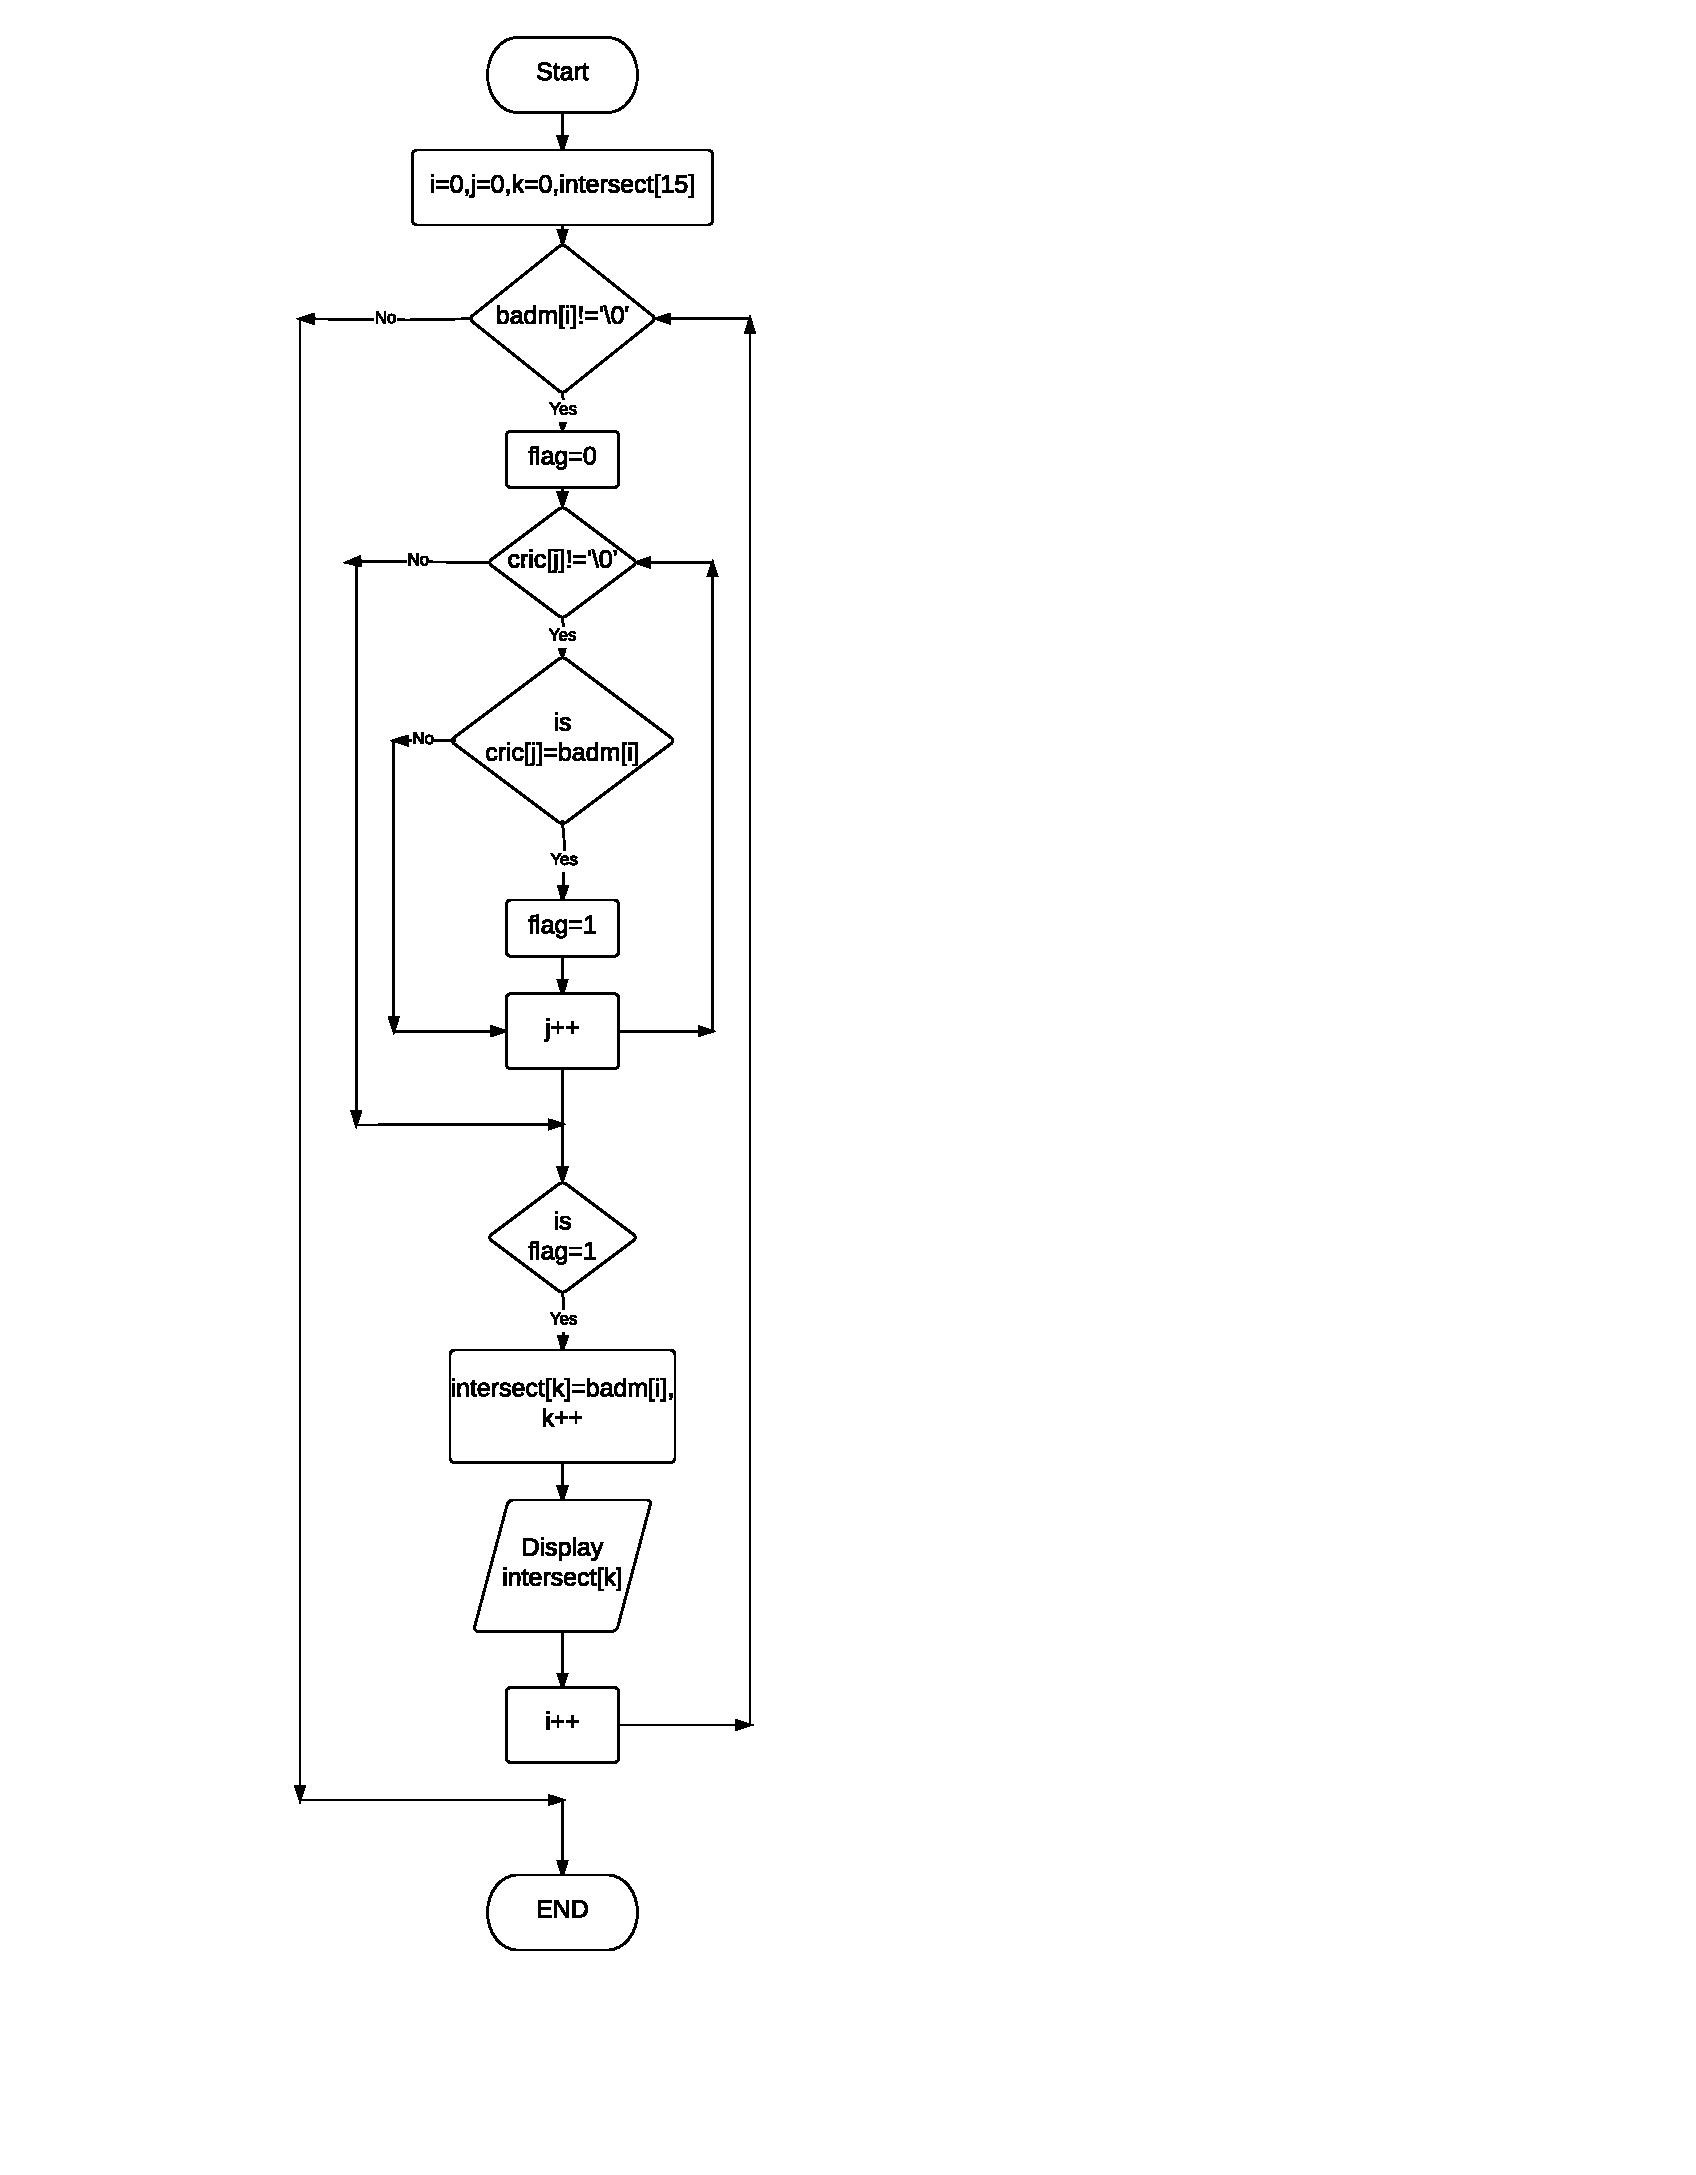 Start
i=0,j=0,k=0,intersect[15]
badm[i]!='\0'
No
Yes
flag=0
cric[j]!='\0'
No
Yes
is
cric[j]=badm[i]
No
Yes
flag=1
j++
is
flag=1
Yes
intersect[k]=badm[i],
k++
Display
intersect[k]
i++
END